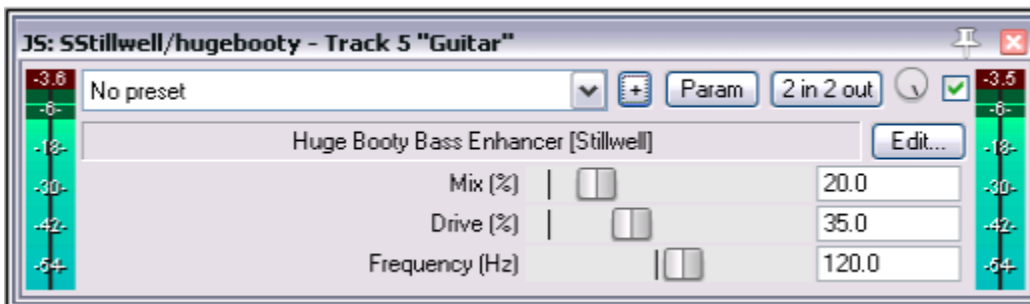 JS: SStillwell/hugebooty - Track 5 "Guitar"
-3.6 No preset + Param 2 in 2 out -3.5
-6- -6-
Huge Booty Bass Enhancer [Stillwell] Edit...
-18- -18-
Mix (%) 20.0
-30- -30-
Drive (%) 35.0
-42- -42-
Frequency (Hz) 120.0
-54- -54-